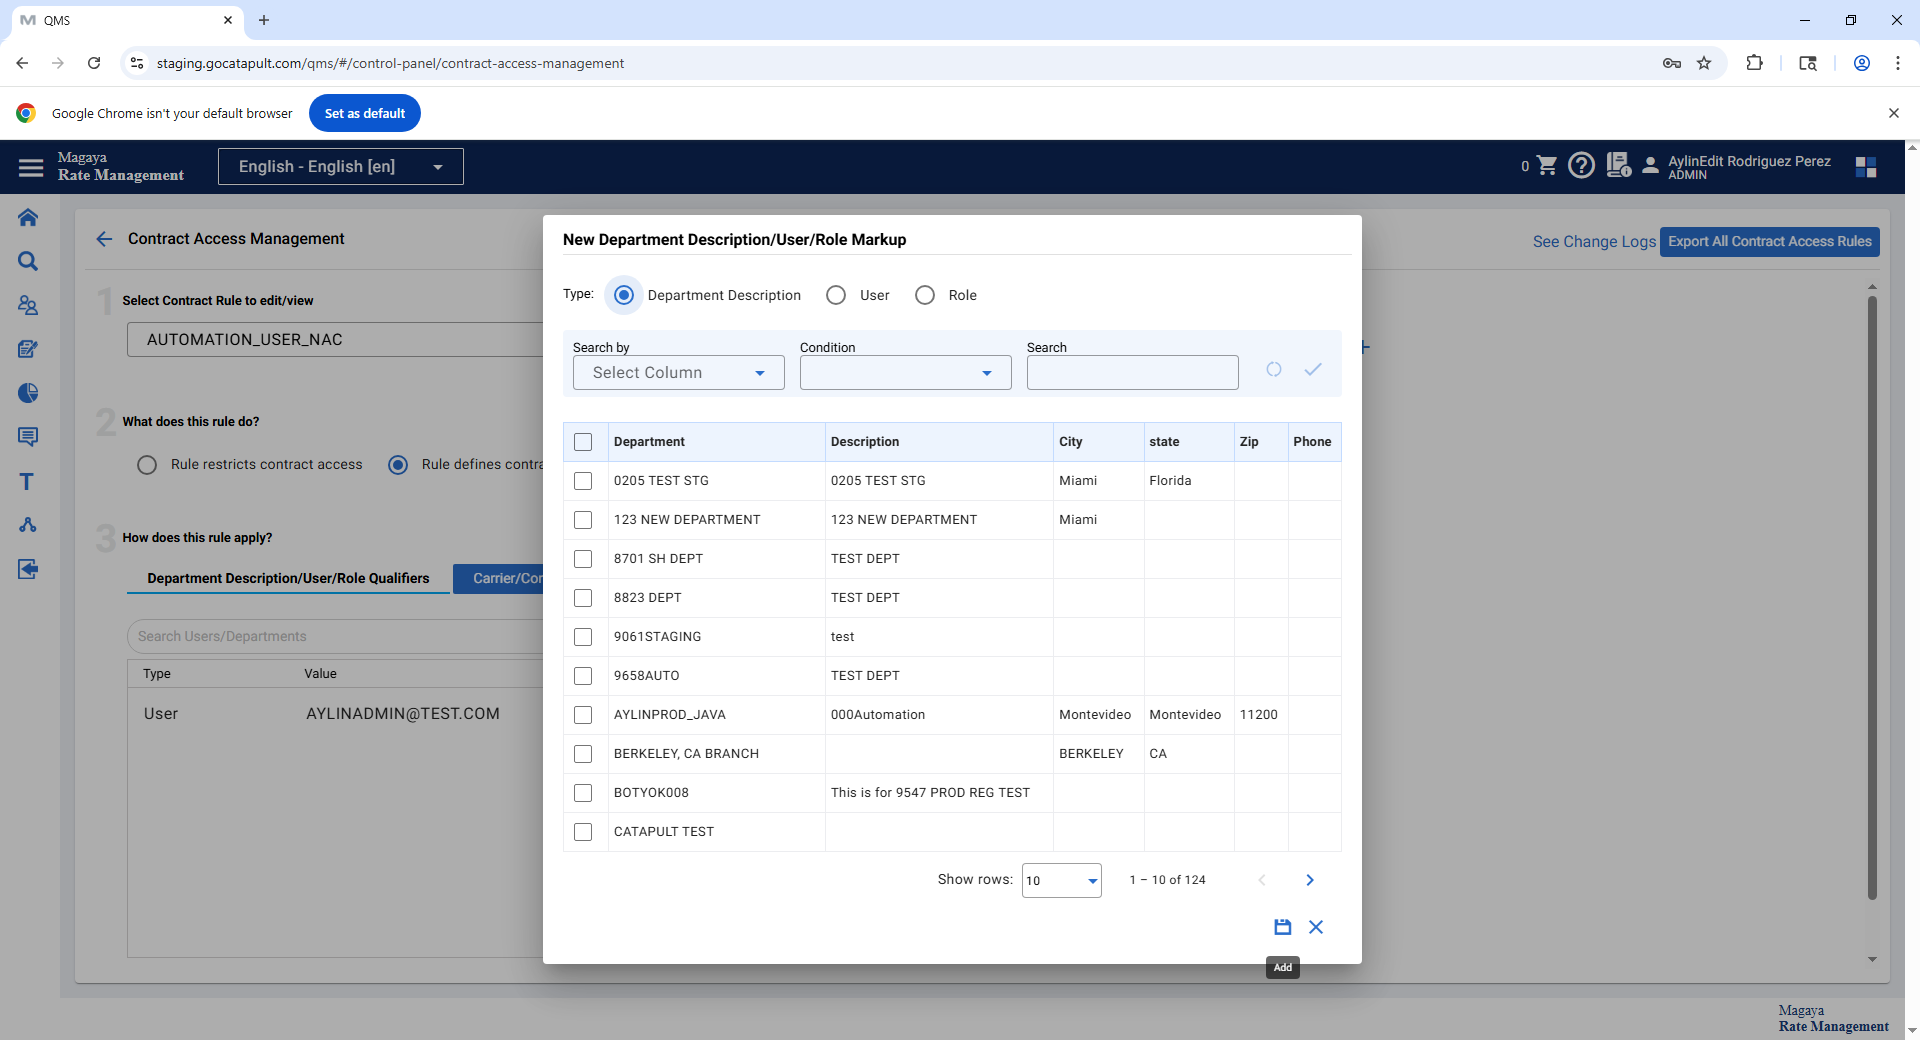 QMS
staging.gocatapult.com/qms/#/control-panel/contract-access-management
Google Chrome isn't your default browser
Set as default
Magaya
Rate Management
English - English [en]
0
AylinEdit Rodriguez Perez
ADMIN
Contract Access Management
See Change Logs
Export All Contract Access Rules
1
Select Contract Rule to edit/view
AUTOMATION_USER_NAC
2
What does this rule do?
Rule restricts contract access
Rule defines contra
3
How does this rule apply?
Department Description/User/Role Qualifiers
Carrier/Con
Search Users/Departments
Type Value
User AYLINADMIN@TEST.COM
New Department Description/User/Role Markup
Type: Department Description User Role
Search by Condition Search
Select Column
Department Description City state Zip Phone
0205 TEST STG 0205 TEST STG Miami Florida
123 NEW DEPARTMENT 123 NEW DEPARTMENT Miami
8701 SH DEPT TEST DEPT
8823 DEPT TEST DEPT
9061STAGING test
9658AUTO TEST DEPT
AYLINPROD_JAVA 000Automation Montevideo Montevideo 11200
BERKELEY, CA BRANCH BERKELEY CA
BOTYOK008 This is for 9547 PROD REG TEST
CATAPULT TEST
Show rows: 10 1 – 10 of 124
Add
Magaya
Rate Management